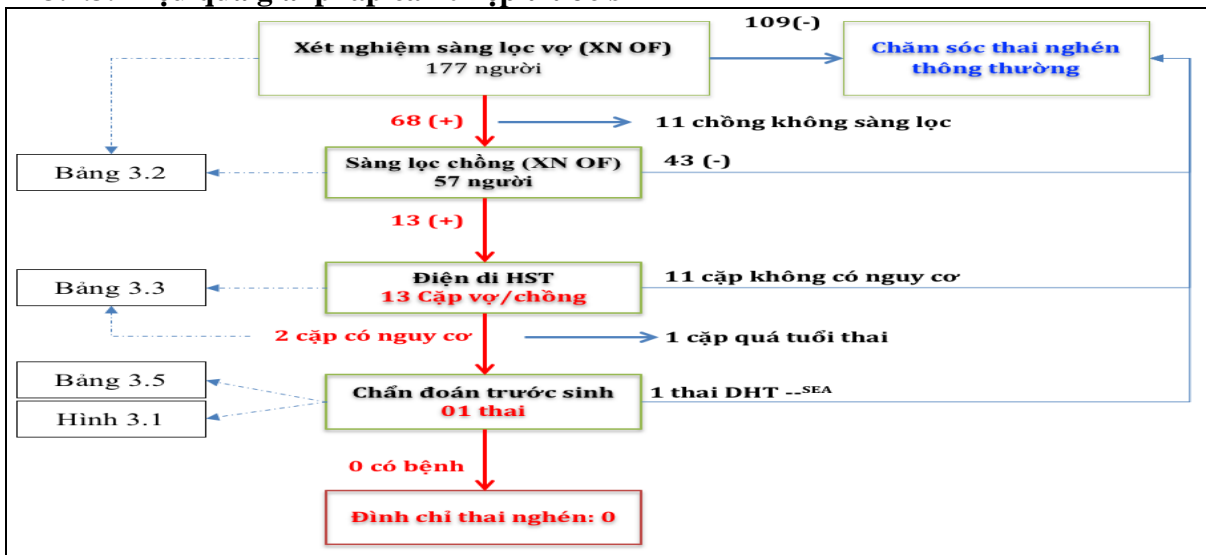 109(-)
Xét nghiệm sàng lọc vợ (XN OF)
177 người
Chăm sóc thai nghén
thông thường
68 (+)
11 chồng không sàng lọc
Bảng 3.2
Sàng lọc chồng (XN OF)
57 người
43 (-)
13 (+)
Bảng 3.3
Điện di HST
13 Cặp vợ/chồng
11 cặp không có nguy cơ
2 cặp có nguy cơ
1 cặp quá tuổi thai
Bảng 3.5
Hình 3.1
Chẩn đoán trước sinh
01 thai
1 thai DHT --SEA
0 có bệnh
Đình chỉ thai nghén: 0